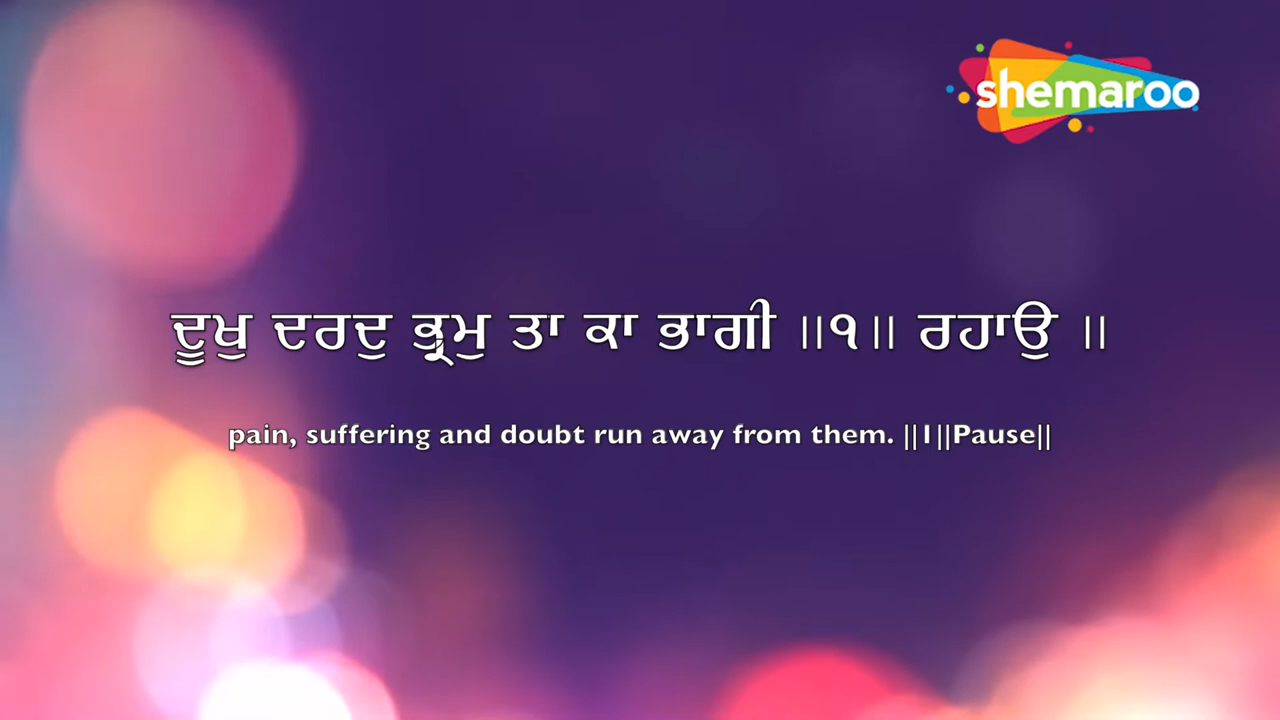 shemaroo
ਦੂਖੁ ਦਰਦੁ ਭ੍ਰਮੁ ਤਾ ਕਾ ਭਾਗੀ ॥੧॥ ਰਹਾਉ ॥
pain, suffering and doubt run away from them. ||1||Pause||